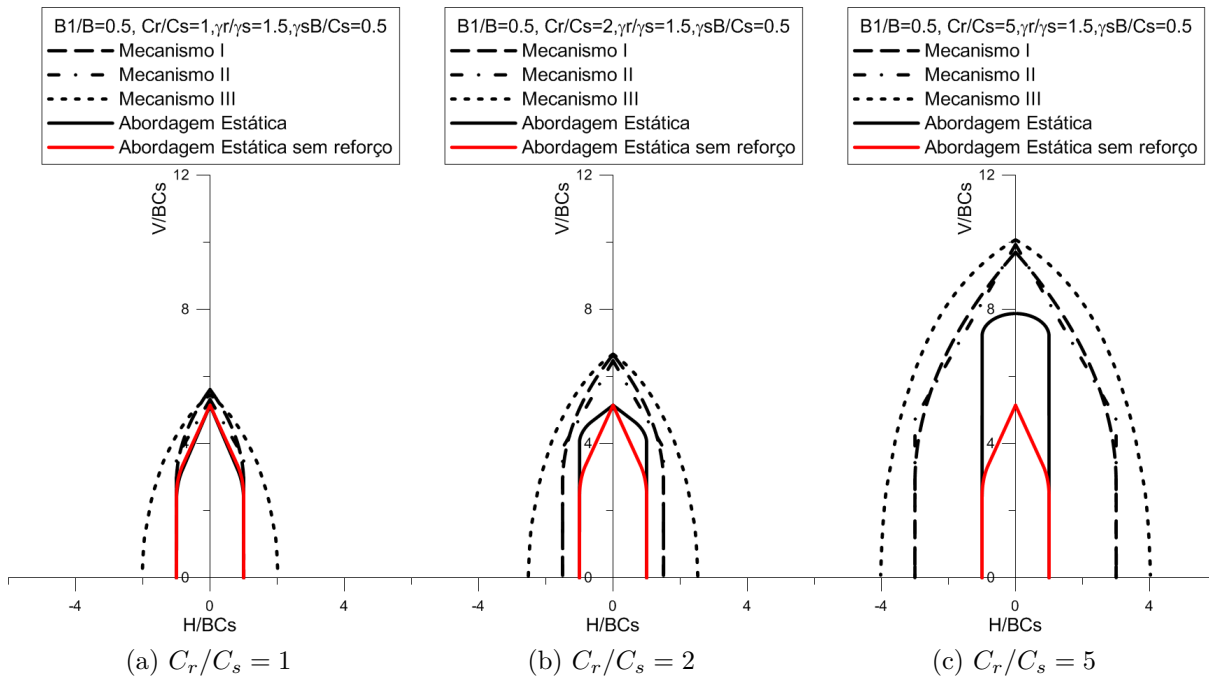 B1/B=0.5, Cr/Cs=1,γr/γs=1.5,γsB/Cs=0.5
Mecanismo I
Mecanismo II
Mecanismo III
Abordagem Estática
Abordagem Estática sem reforço
12
V/BCs
8
4
0
-4
0
4
H/BCs
(a) Cr/Cs = 1
B1/B=0.5, Cr/Cs=2,γr/γs=1.5,γsB/Cs=0.5
Mecanismo I
Mecanismo II
Mecanismo III
Abordagem Estática
Abordagem Estática sem reforço
12
V/BCs
8
4
0
-4
0
4
H/BCs
(b) Cr/Cs = 2
B1/B=0.5, Cr/Cs=5,γr/γs=1.5,γsB/Cs=0.5
Mecanismo I
Mecanismo II
Mecanismo III
Abordagem Estática
Abordagem Estática sem reforço
12
V/BCs
8
4
0
-4
0
4
H/BCs
(c) Cr/Cs = 5